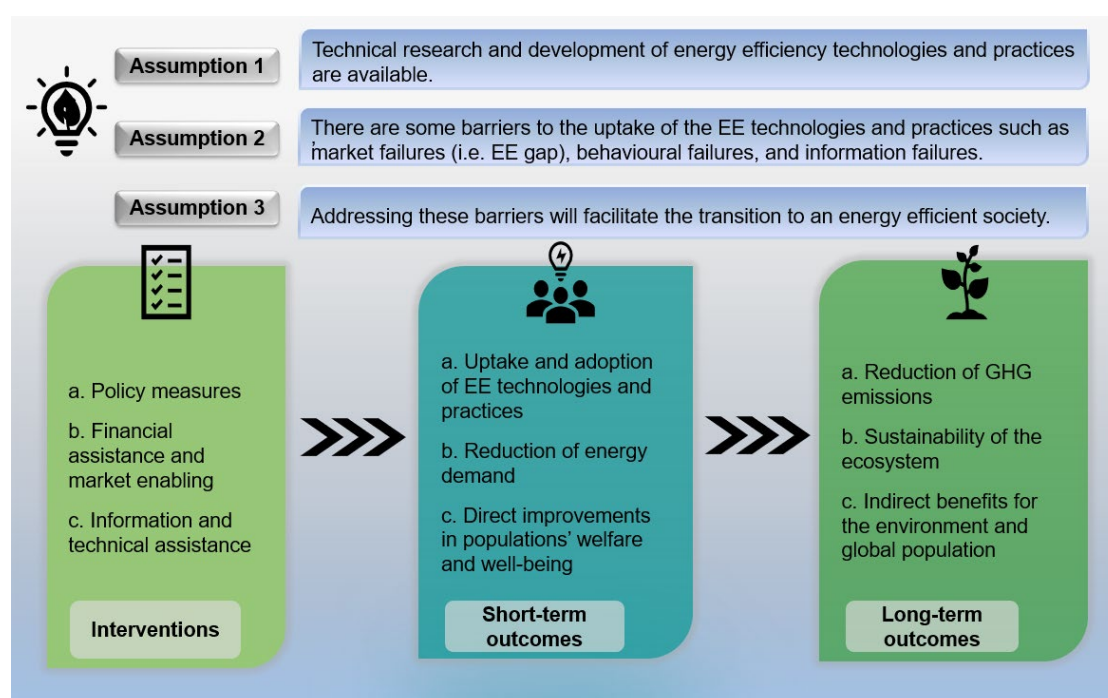 Assumption 1
Technical research and development of energy efficiency technologies and practices
are available.
Assumption 2
There are some barriers to the uptake of the EE technologies and practices such as
market failures (i.e. EE gap), behavioural failures, and information failures.
Assumption 3
Addressing these barriers will facilitate the transition to an energy efficient society.
a. Policy measures
b. Financial
assistance and
market enabling
c. Information and
technical assistance
Interventions
a. Uptake and adoption
of EE technologies and
practices
b. Reduction of energy
demand
c. Direct improvements
in populations’ welfare
and well-being
Short-term
outcomes
a. Reduction of GHG
emissions
b. Sustainability of the
ecosystem
c. Indirect benefits for
the environment and
global population
Long-term
outcomes